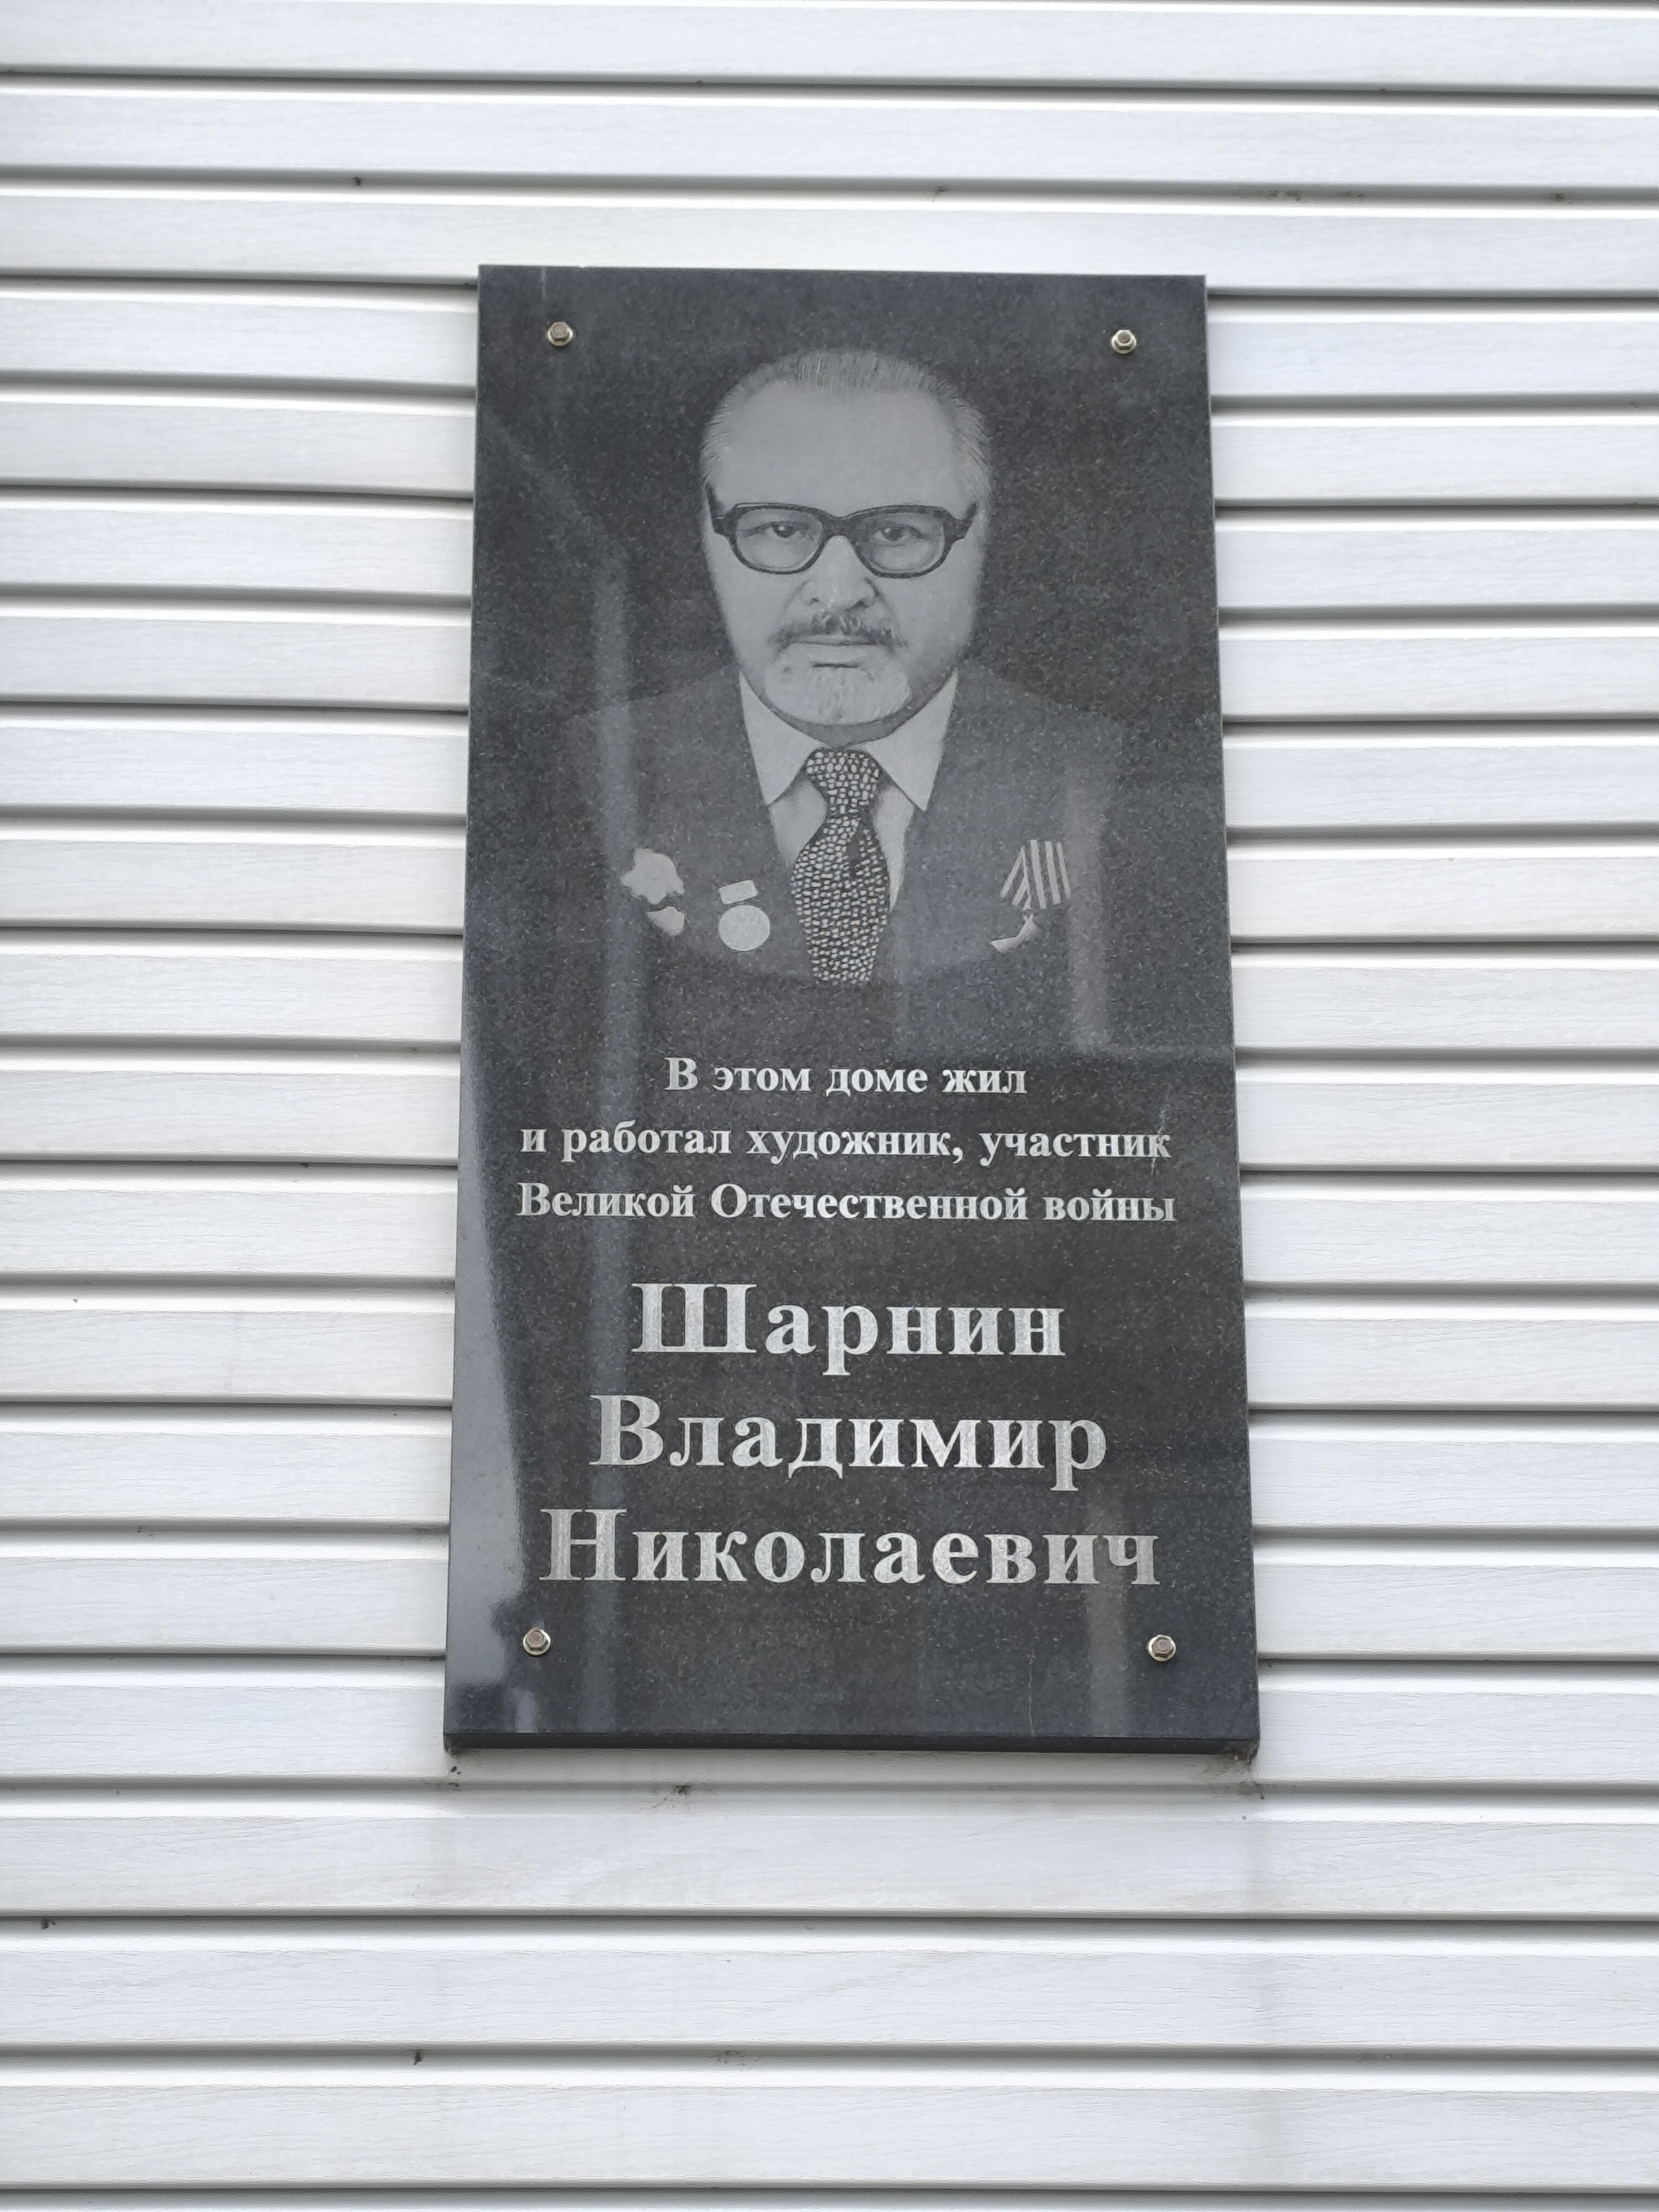 В этом доме жил
и работал художник, участник
Великой Отечественной войны
Шарнин
Владимир
Николаевич